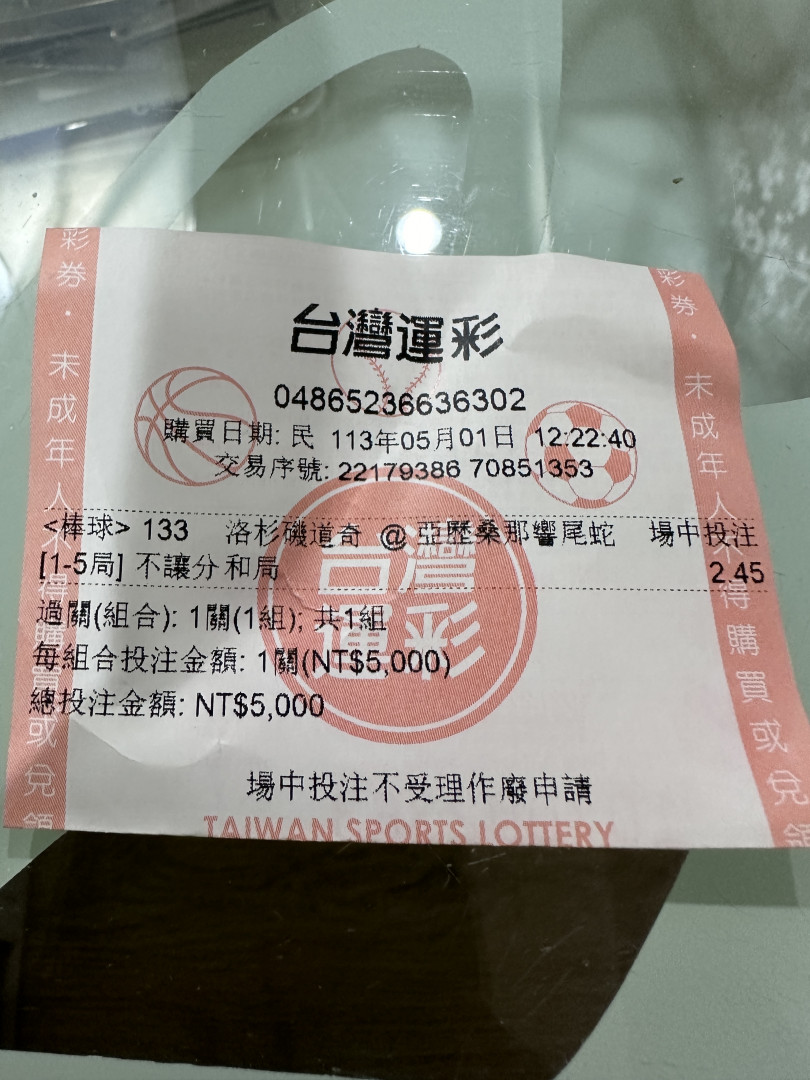 台灣運彩
04865236636302
購買日期: 民 113年05月01日 12:22:40
交易序號: 22179386 70851353
<棒球> 133 洛杉磯道奇 @ 亞歷桑那響尾蛇 場中投注
[1-5局] 不讓分 和局 2.45
過關(組合): 1關(1組); 共1組
每組合投注金額: 1關(NT$5,000)
總投注金額: NT$5,000
場中投注不受理作廢申請
TAIWAN SPORTS LOTTERY
台灣
運彩
彩券・未成年人不得購買或兌領
彩券・未成年人不得購買或兌